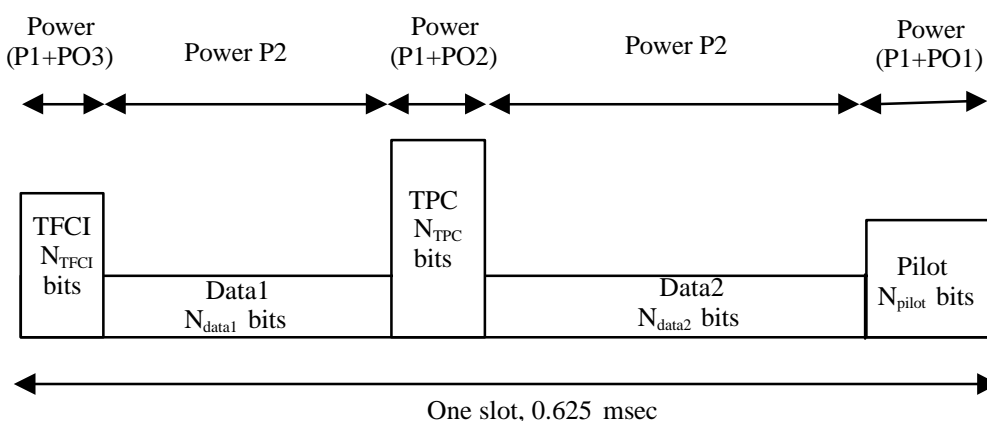 Power
(P1+PO3)
Power P2
Power
(P1+PO2)
Power P2
Power
(P1+PO1)
TFCI
N_TFCI
bits
Data1
N_data1 bits
TPC
N_TPC
bits
Data2
N_data2 bits
Pilot
N_pilot bits
One slot, 0.625 msec